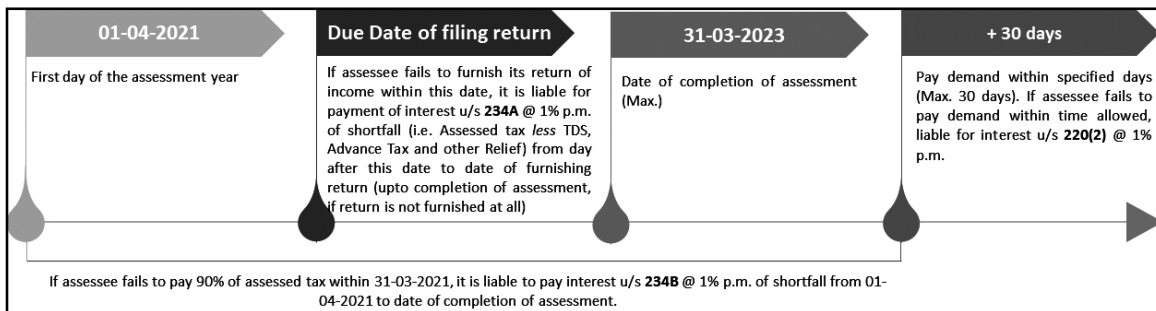 01-04-2021
First day of the assessment year
Due Date of filing return
If assessee fails to furnish its return of
income within this date, it is liable for
payment of interest u/s 234A @ 1% p.m.
of shortfall (i.e. Assessed tax less TDS,
Advance Tax and other Relief) from day
after this date to date of furnishing
return (upto completion of assessment,
if return is not furnished at all)
31-03-2023
Date of completion of assessment
(Max.)
+ 30 days
Pay demand within specified days
(Max. 30 days). If assessee fails to
pay demand within time allowed,
liable for interest u/s 220(2) @ 1%
p.m.
If assessee fails to pay 90% of assessed tax within 31-03-2021, it is liable to pay interest u/s 234B @ 1% p.m. of shortfall from 01-
04-2021 to date of completion of assessment.